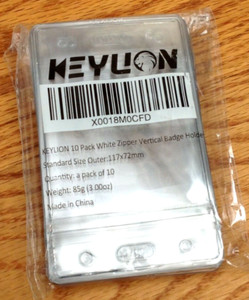 KEYLION
X0018M0CFD
KEYLION 10 Pack White Zipper Vertical Badge Holde
Standard Size Outer:117x72mm
Quantity: a pack of 10
Weight: 85g (3.00oz)
Made in China